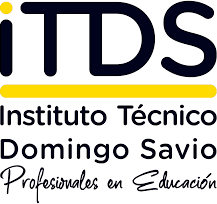 iTDS
Instituto Técnico
Domingo Savio
Profesionales en Educación